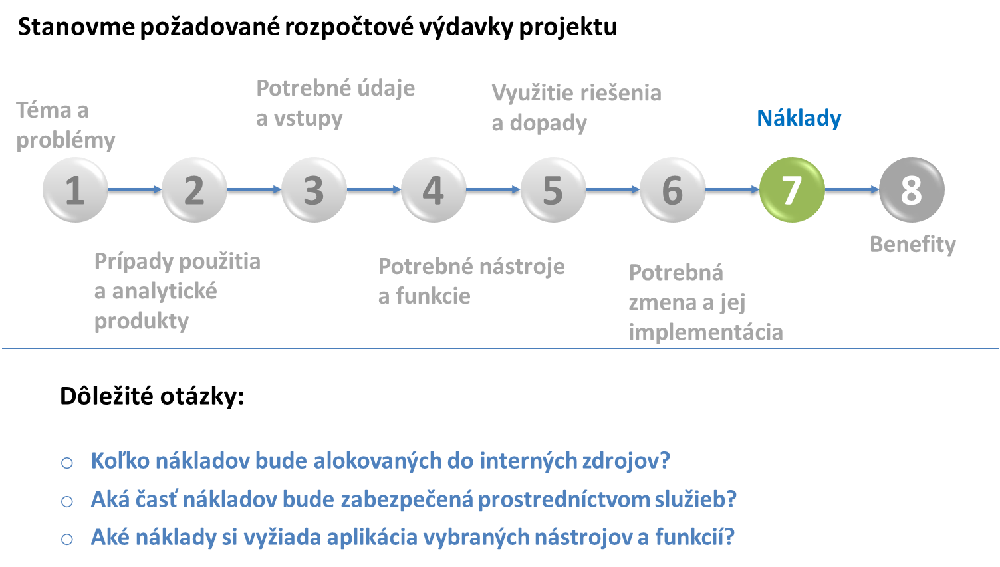 Stanovme požadované rozpočtové výdavky projektu
Téma a
problémy
Potrebné údaje
a vstupy
Využitie riešenia
a dopady
Náklady
1
2
3
4
5
6
7
8
Prípady použitia
a analytické
produkty
Potrebné nástroje
a funkcie
Potrebná
zmena a jej
implementácia
Benefity
Dôležité otázky:
o Koľko nákladov bude alokovaných do interných zdrojov?
o Aká časť nákladov bude zabezpečená prostredníctvom služieb?
o Aké náklady si vyžiada aplikácia vybraných nástrojov a funkcií?